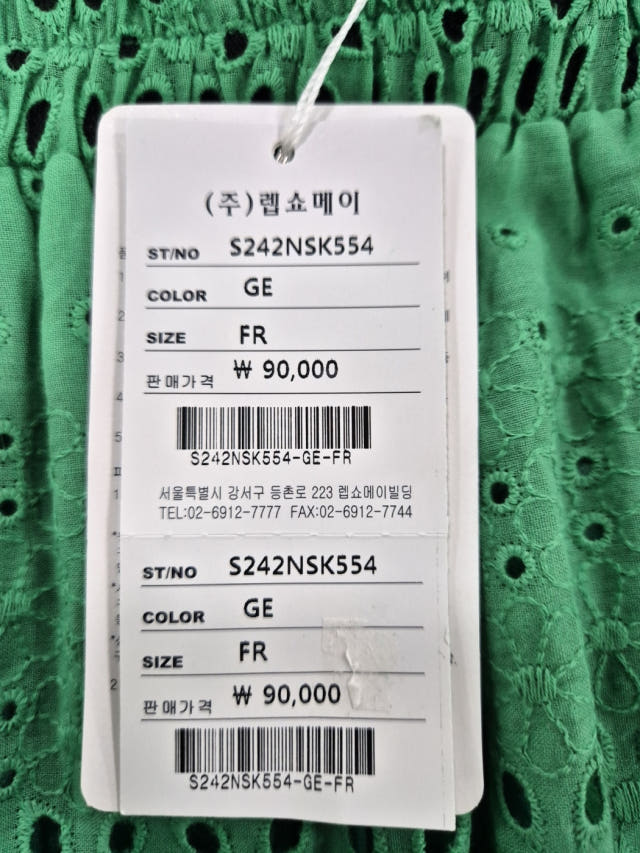 (주)렙쇼메이
ST/NO S242NSK554
COLOR GE
SIZE FR
판매가격 ₩ 90,000
S242NSK554-GE-FR
서울특별시 강서구 등촌로 223 렙쇼메이빌딩
TEL:02-6912-7777 FAX:02-6912-7744
ST/NO S242NSK554
COLOR GE
SIZE FR
판매가격 ₩ 90,000
S242NSK554-GE-FR